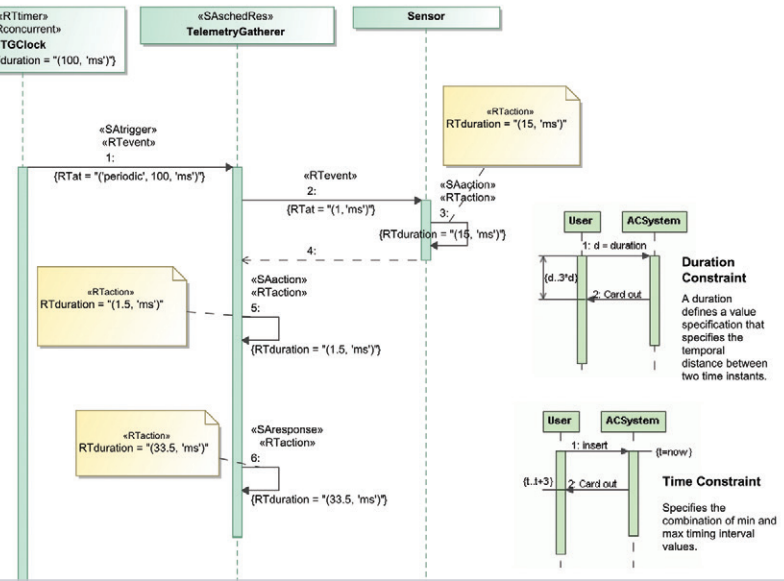 «RTtimer»
Rconcurrent»
TGClock
duration = "(100, 'ms')"}
«SAschedRes»
TelemetryGatherer
Sensor
«RTaction»
RTduration = "(15, 'ms')"
«SAtrigger»
«RTevent»
1:
{RTat = "('periodic', 100, 'ms')"}
«RTevent»
2:
{RTat = "(1, 'ms')"}
«SAaction»
«RTaction»
3:
{RTduration = "(15, 'ms')"}
4:
«RTaction»
RTduration = "(1.5, 'ms')"
«SAaction»
«RTaction»
5:
{RTduration = "(1.5, 'ms')"}
«RTaction»
RTduration = "(33.5, 'ms')"
«SAresponse»
«RTaction»
6:
{RTduration = "(33.5, 'ms')"}
User
ACSystem
1: d = duration
{d..3*d}
2: Card out
Duration
Constraint
A duration
defines a value
specification that
specifies the
temporal
distance between
two time instants.
User
ACSystem
1: insert
{t=now}
{t..t+3}
2: Card out
Time Constraint
Specifies the
combination of min and
max timing interval
values.